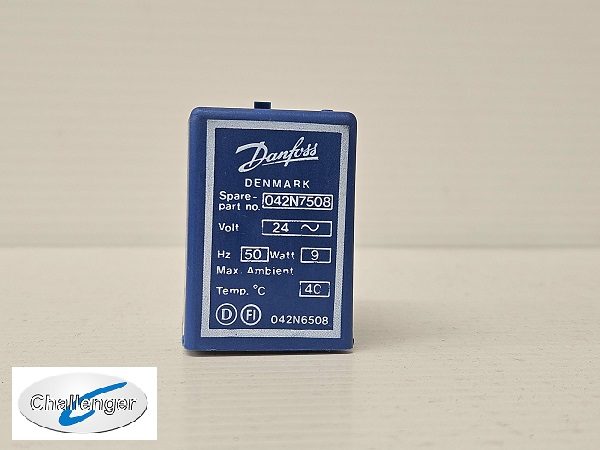 Danfoss
DENMARK
Spare-
part no. 042N7508
Volt 24 ~
Hz 50 Watt 9
Max. Ambient
Temp. °C 40
D FI 042N6508
Challenger